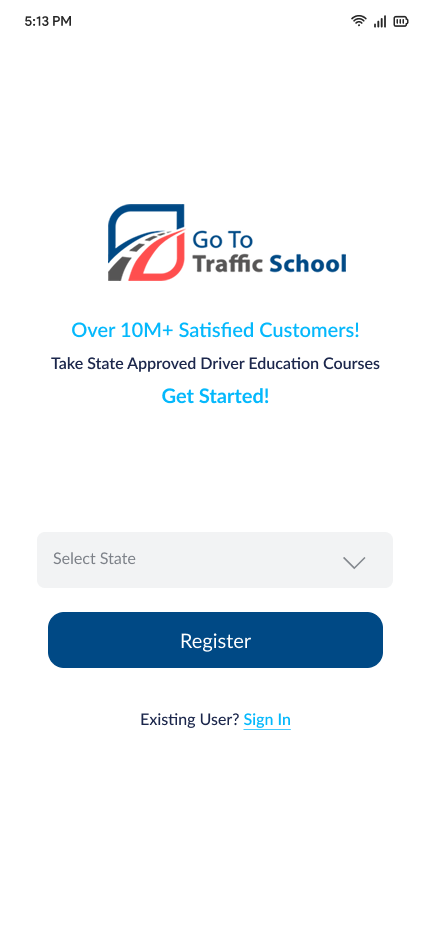 5:13 PM
Go To
Traffic School
Over 10M+ Satisfied Customers!
Take State Approved Driver Education Courses
Get Started!
Select State
Register
Existing User? Sign In